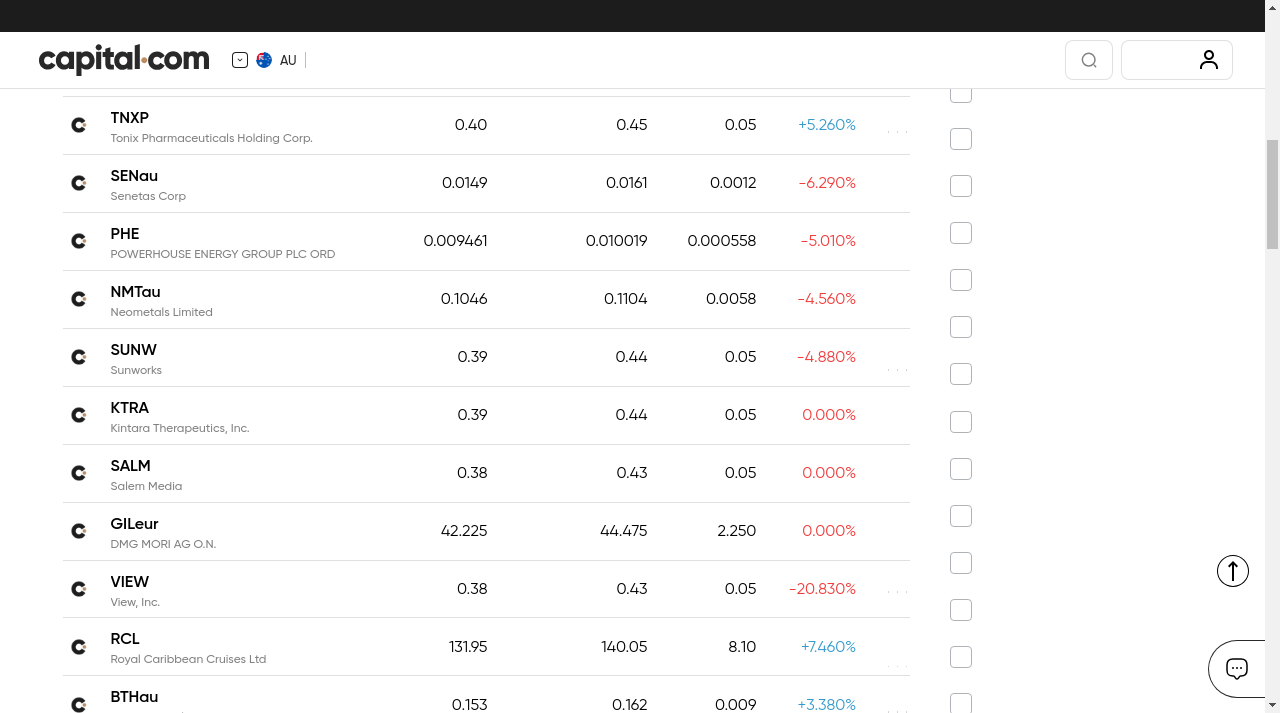 capital.com
AU
TNXP 0.40 0.45 0.05 +5.260%
Tonix Pharmaceuticals Holding Corp.
SENau 0.0149 0.0161 0.0012 -6.290%
Senetas Corp
PHE 0.009461 0.010019 0.000558 -5.010%
POWERHOUSE ENERGY GROUP PLC ORD
NMTau 0.1046 0.1104 0.0058 -4.560%
Neometals Limited
SUNW 0.39 0.44 0.05 -4.880%
Sunworks
KTRA 0.39 0.44 0.05 0.000%
Kintara Therapeutics, Inc.
SALM 0.38 0.43 0.05 0.000%
Salem Media
GILeur 42.225 44.475 2.250 0.000%
DMG MORI AG O.N.
VIEW 0.38 0.43 0.05 -20.830%
View, Inc.
RCL 131.95 140.05 8.10 +7.460%
Royal Caribbean Cruises Ltd
BTHau 0.153 0.162 0.009 +3.380%